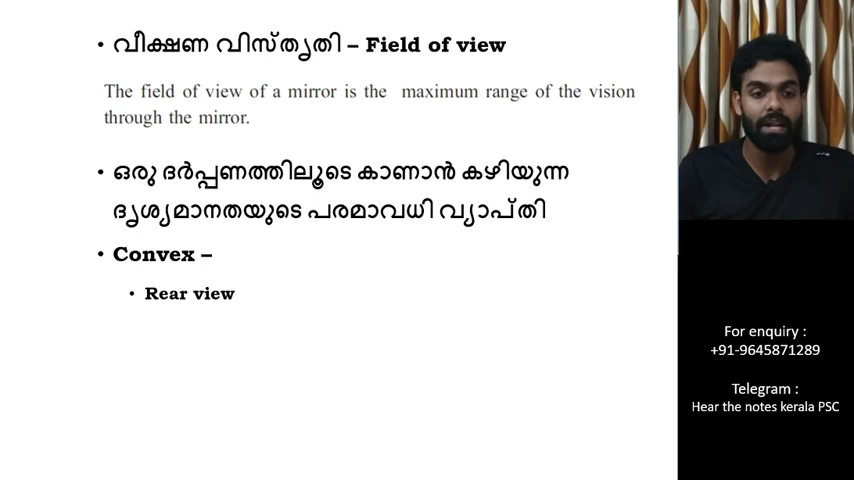 • വീക്ഷണ വിസ്തൃതി – Field of view
The field of view of a mirror is the maximum range of the vision
through the mirror.
• ഒരു ദർപ്പണത്തിലൂടെ കാണാൻ കഴിയുന്ന
ദൃശ്യമാനതയുടെ പരമാവധി വ്യാപ്തി
• Convex –
• Rear view
For enquiry :
+91-9645871289
Telegram :
Hear the notes kerala PSC